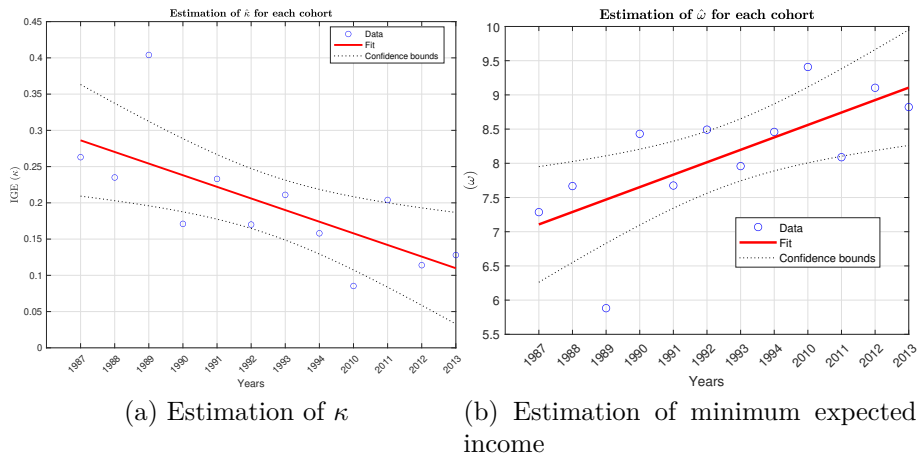 Estimation of κ̂ for each cohort
Data
Fit
Confidence bounds
IGE (κ)
0.45
0.4
0.35
0.3
0.25
0.2
0.15
0.1
0.05
0
1987
1988
1989
1990
1991
1992
1993
1994
2010
2011
2012
2013
Years
(a) Estimation of κ
Estimation of ω̂ for each cohort
Data
Fit
Confidence bounds
(ω)
10
9.5
9
8.5
8
7.5
7
6.5
6
5.5
1987
1988
1989
1990
1991
1992
1993
1994
2010
2011
2012
2013
Years
(b) Estimation of minimum expected
income